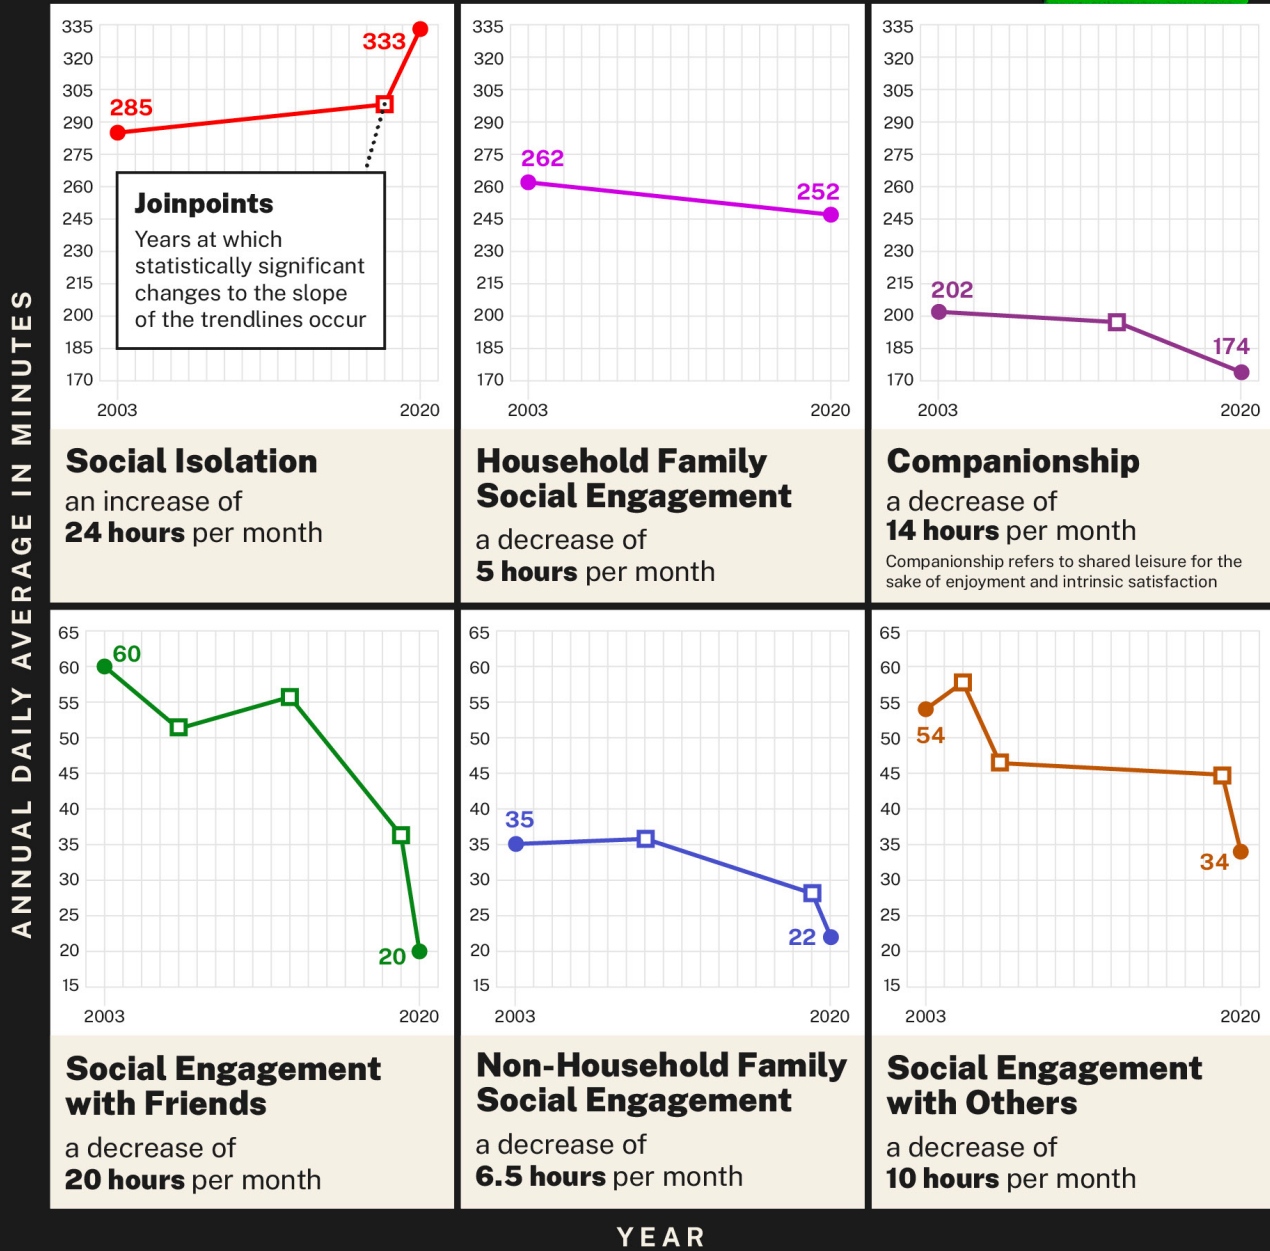 ANNUAL DAILY AVERAGE IN MINUTES
335
320
305
290
275
260
245
230
215
200
185
170
285
333
Joinpoints
Years at which
statistically significant
changes to the slope
of the trendlines occur
2003 2020
Social Isolation
an increase of
24 hours per month
335
320
305
290
275
260
245
230
215
200
185
170
262
252
2003 2020
Household Family
Social Engagement
a decrease of
5 hours per month
335
320
305
290
275
260
245
230
215
200
185
170
202
174
2003 2020
Companionship
a decrease of
14 hours per month
Companionship refers to shared leisure for the
sake of enjoyment and intrinsic satisfaction
65
60
55
50
45
40
35
30
25
20
15
60
20
2003 2020
Social Engagement
with Friends
a decrease of
20 hours per month
65
60
55
50
45
40
35
30
25
20
15
35
22
2003 2020
Non-Household Family
Social Engagement
a decrease of
6.5 hours per month
65
60
55
50
45
40
35
30
25
20
15
54
34
2003 2020
Social Engagement
with Others
a decrease of
10 hours per month
YEAR